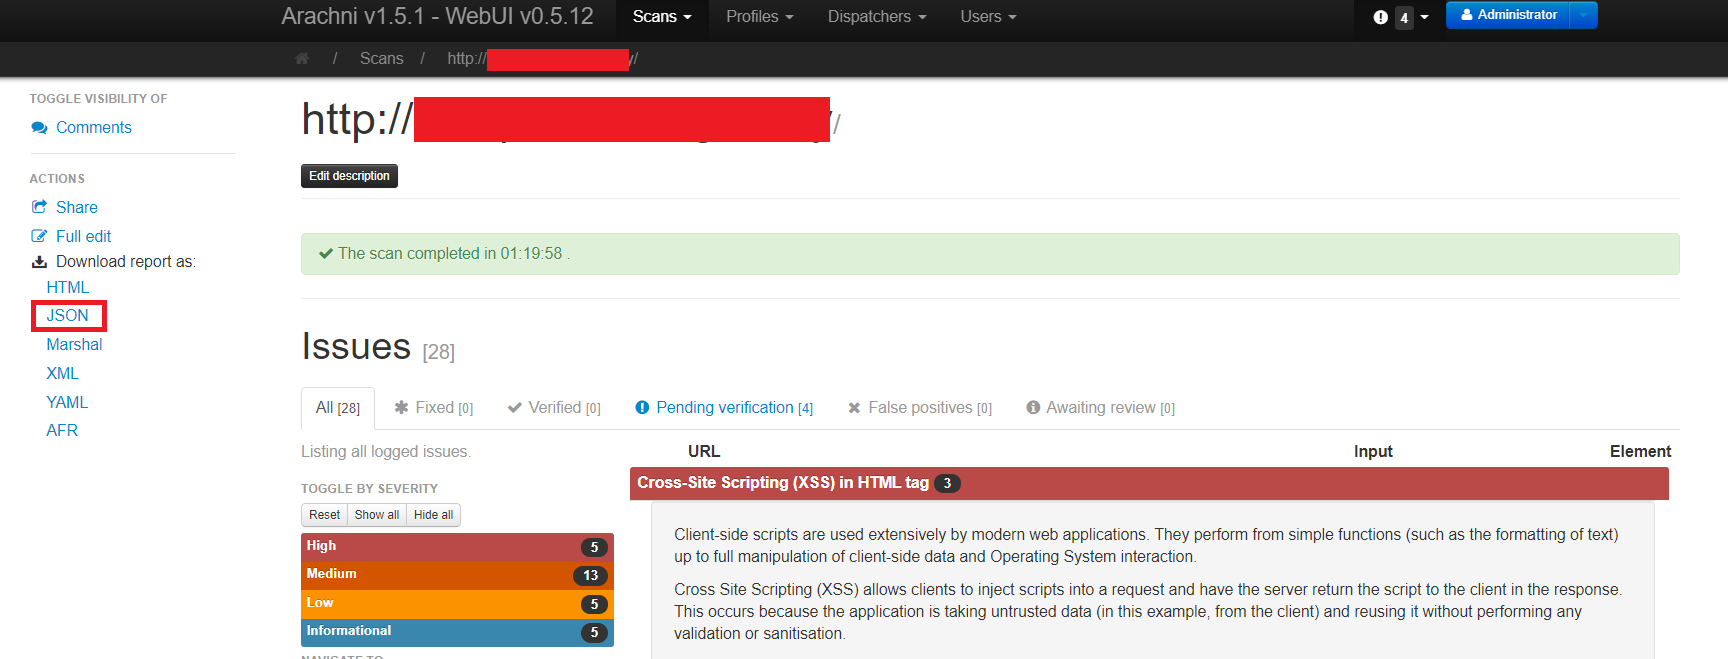 Arachni v1.5.1 - WebUI v0.5.12 Scans Profiles Dispatchers Users 4 Administrator
/ Scans / http:// /
TOGGLE VISIBILITY OF
Comments
ACTIONS
Share
Full edit
Download report as:
HTML
JSON
Marshal
XML
YAML
AFR
http:// /
Edit description
The scan completed in 01:19:58 .
Issues [28]
All [28] Fixed [0] Verified [0] Pending verification [4] False positives [0] Awaiting review [0]
Listing all logged issues.
TOGGLE BY SEVERITY
Reset Show all Hide all
High 5
Medium 13
Low 5
Informational 5
NAVIGATE TO
URL Input Element
Cross-Site Scripting (XSS) in HTML tag 3
Client-side scripts are used extensively by modern web applications. They perform from simple functions (such as the formatting of text)
up to full manipulation of client-side data and Operating System interaction.
Cross Site Scripting (XSS) allows clients to inject scripts into a request and have the server return the script to the client in the response.
This occurs because the application is taking untrusted data (in this example, from the client) and reusing it without performing any
validation or sanitisation.